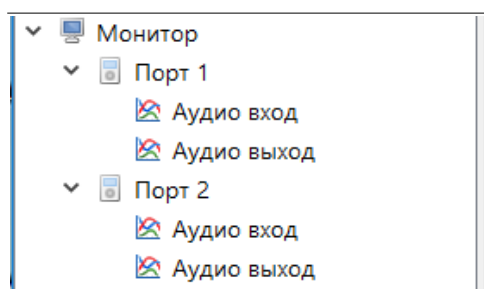 Монитор
Порт 1
Аудио вход
Аудио выход
Порт 2
Аудио вход
Аудио выход